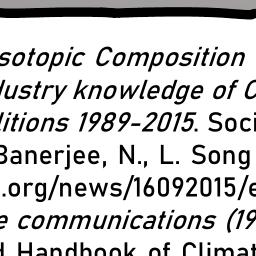 sotopic Composition
dustry knowledge of C
litions 1989-2015. Soci
Banerjee, N., L. Song
.org/news/16092015/e
e communications (19
d Handbook of Climat